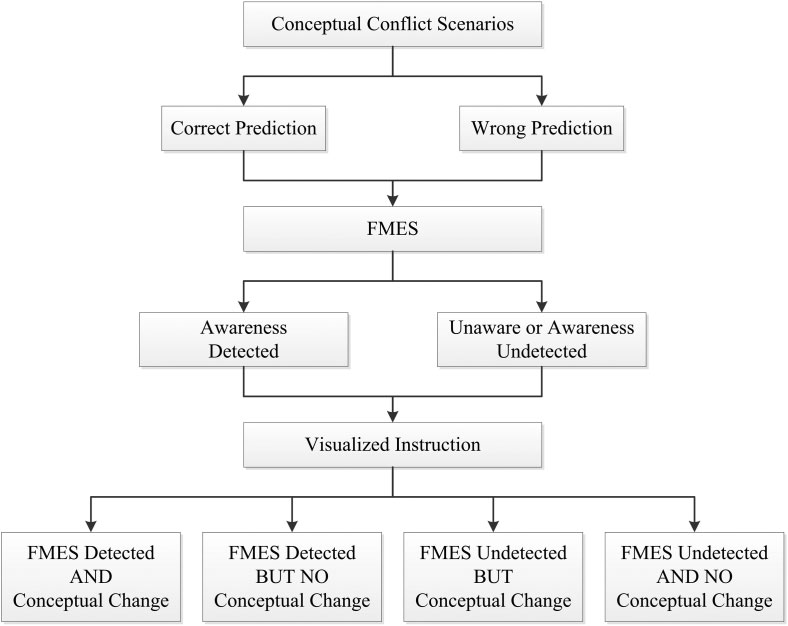 Conceptual Conflict Scenarios
Correct Prediction
Wrong Prediction
FMES
Awareness
Detected
Unaware or Awareness
Undetected
Visualized Instruction
FMES Detected
AND
Conceptual Change
FMES Detected
BUT NO
Conceptual Change
FMES Undetected
BUT
Conceptual Change
FMES Undetected
AND NO
Conceptual Change